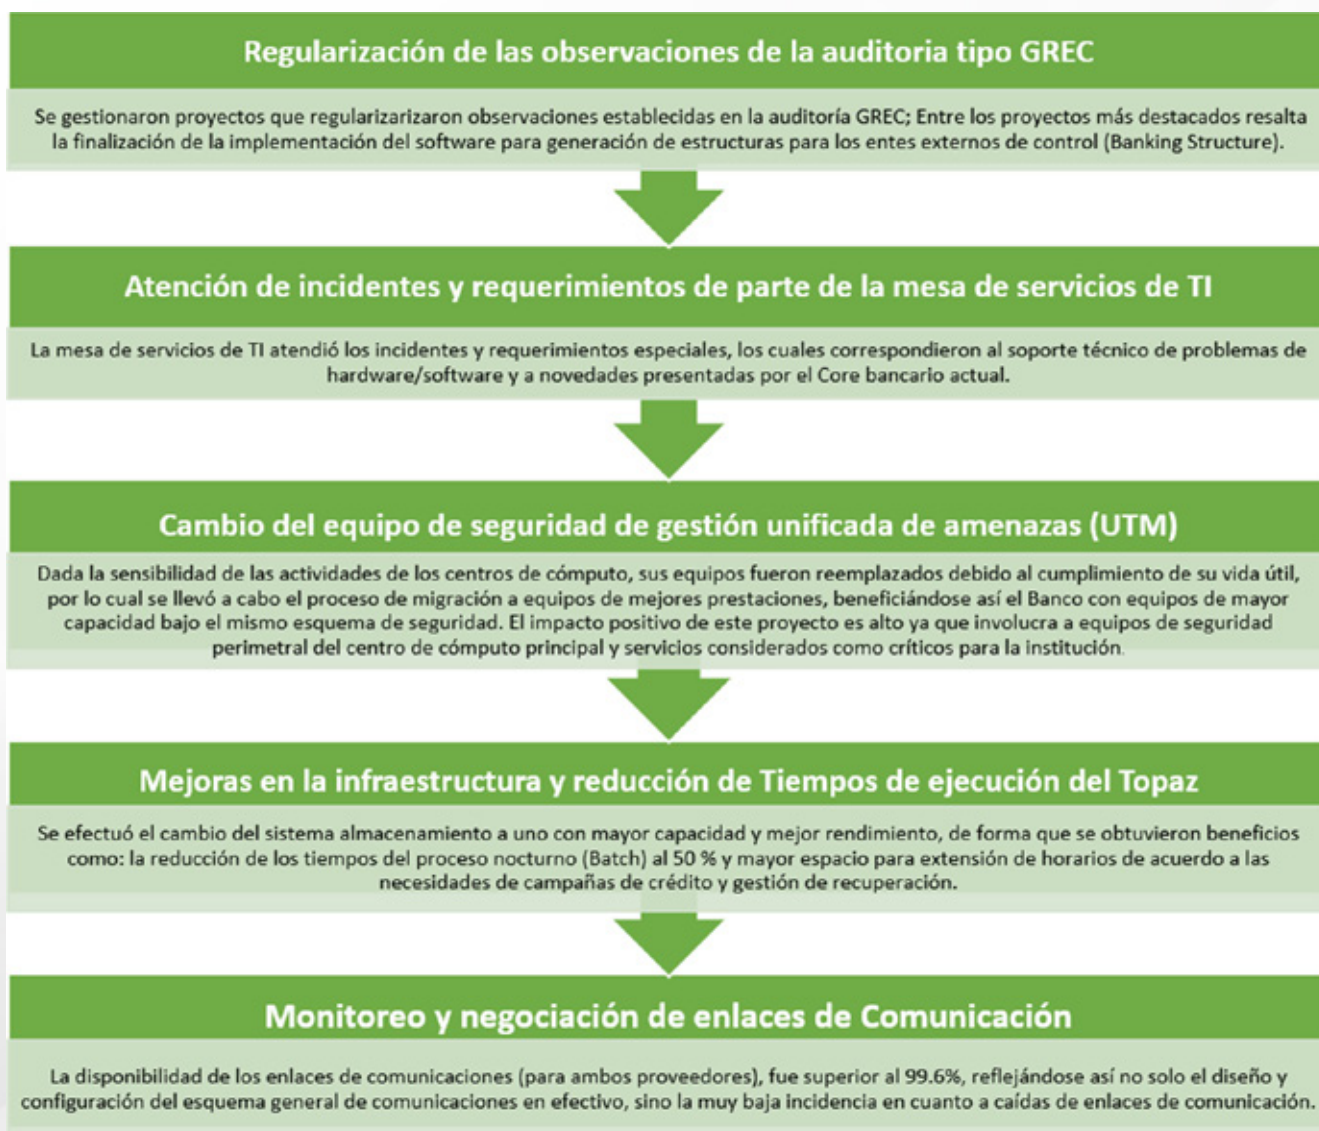 Regularización de las observaciones de la auditoria tipo GREC
Se gestionaron proyectos que regularizarizaron observaciones establecidas en la auditoría GREC; Entre los proyectos más destacados resalta
la finalización de la implementación del software para generación de estructuras para los entes externos de control (Banking Structure).
Atención de incidentes y requerimientos de parte de la mesa de servicios de TI
La mesa de servicios de TI atendió los incidentes y requerimientos especiales, los cuales correspondieron al soporte técnico de problemas de
hardware/software y a novedades presentadas por el Core bancario actual.
Cambio del equipo de seguridad de gestión unificada de amenazas (UTM)
Dada la sensibilidad de las actividades de los centros de cómputo, sus equipos fueron reemplazados debido al cumplimiento de su vida útil,
por lo cual se llevó a cabo el proceso de migración a equipos de mejores prestaciones, beneficiándose así el Banco con equipos de mayor
capacidad bajo el mismo esquema de seguridad. El impacto positivo de este proyecto es alto ya que involucra a equipos de seguridad
perimetral del centro de cómputo principal y servicios considerados como críticos para la institución.
Mejoras en la infraestructura y reducción de Tiempos de ejecución del Topaz
Se efectuó el cambio del sistema almacenamiento a uno con mayor capacidad y mejor rendimiento, de forma que se obtuvieron beneficios
como: la reducción de los tiempos del proceso nocturno (Batch) al 50 % y mayor espacio para extensión de horarios de acuerdo a las
necesidades de campañas de crédito y gestión de recuperación.
Monitoreo y negociación de enlaces de Comunicación
La disponibilidad de los enlaces de comunicaciones (para ambos proveedores), fue superior al 99.6%, reflejándose así no solo el diseño y
configuración del esquema general de comunicaciones en efectivo, sino la muy baja incidencia en cuanto a caídas de enlaces de comunicación.